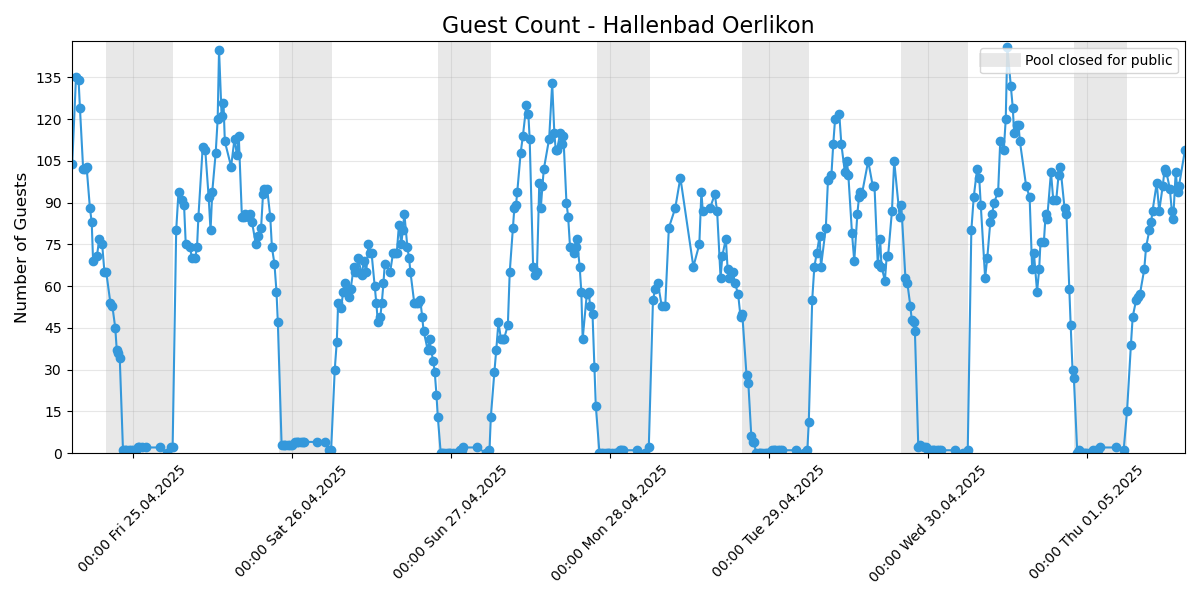 Guest Count - Hallenbad Oerlikon
Pool closed for public
Number of Guests
135
120
105
90
75
60
45
30
15
0
00:00 Fri 25.04.2025
00:00 Sat 26.04.2025
00:00 Sun 27.04.2025
00:00 Mon 28.04.2025
00:00 Tue 29.04.2025
00:00 Wed 30.04.2025
00:00 Thu 01.05.2025